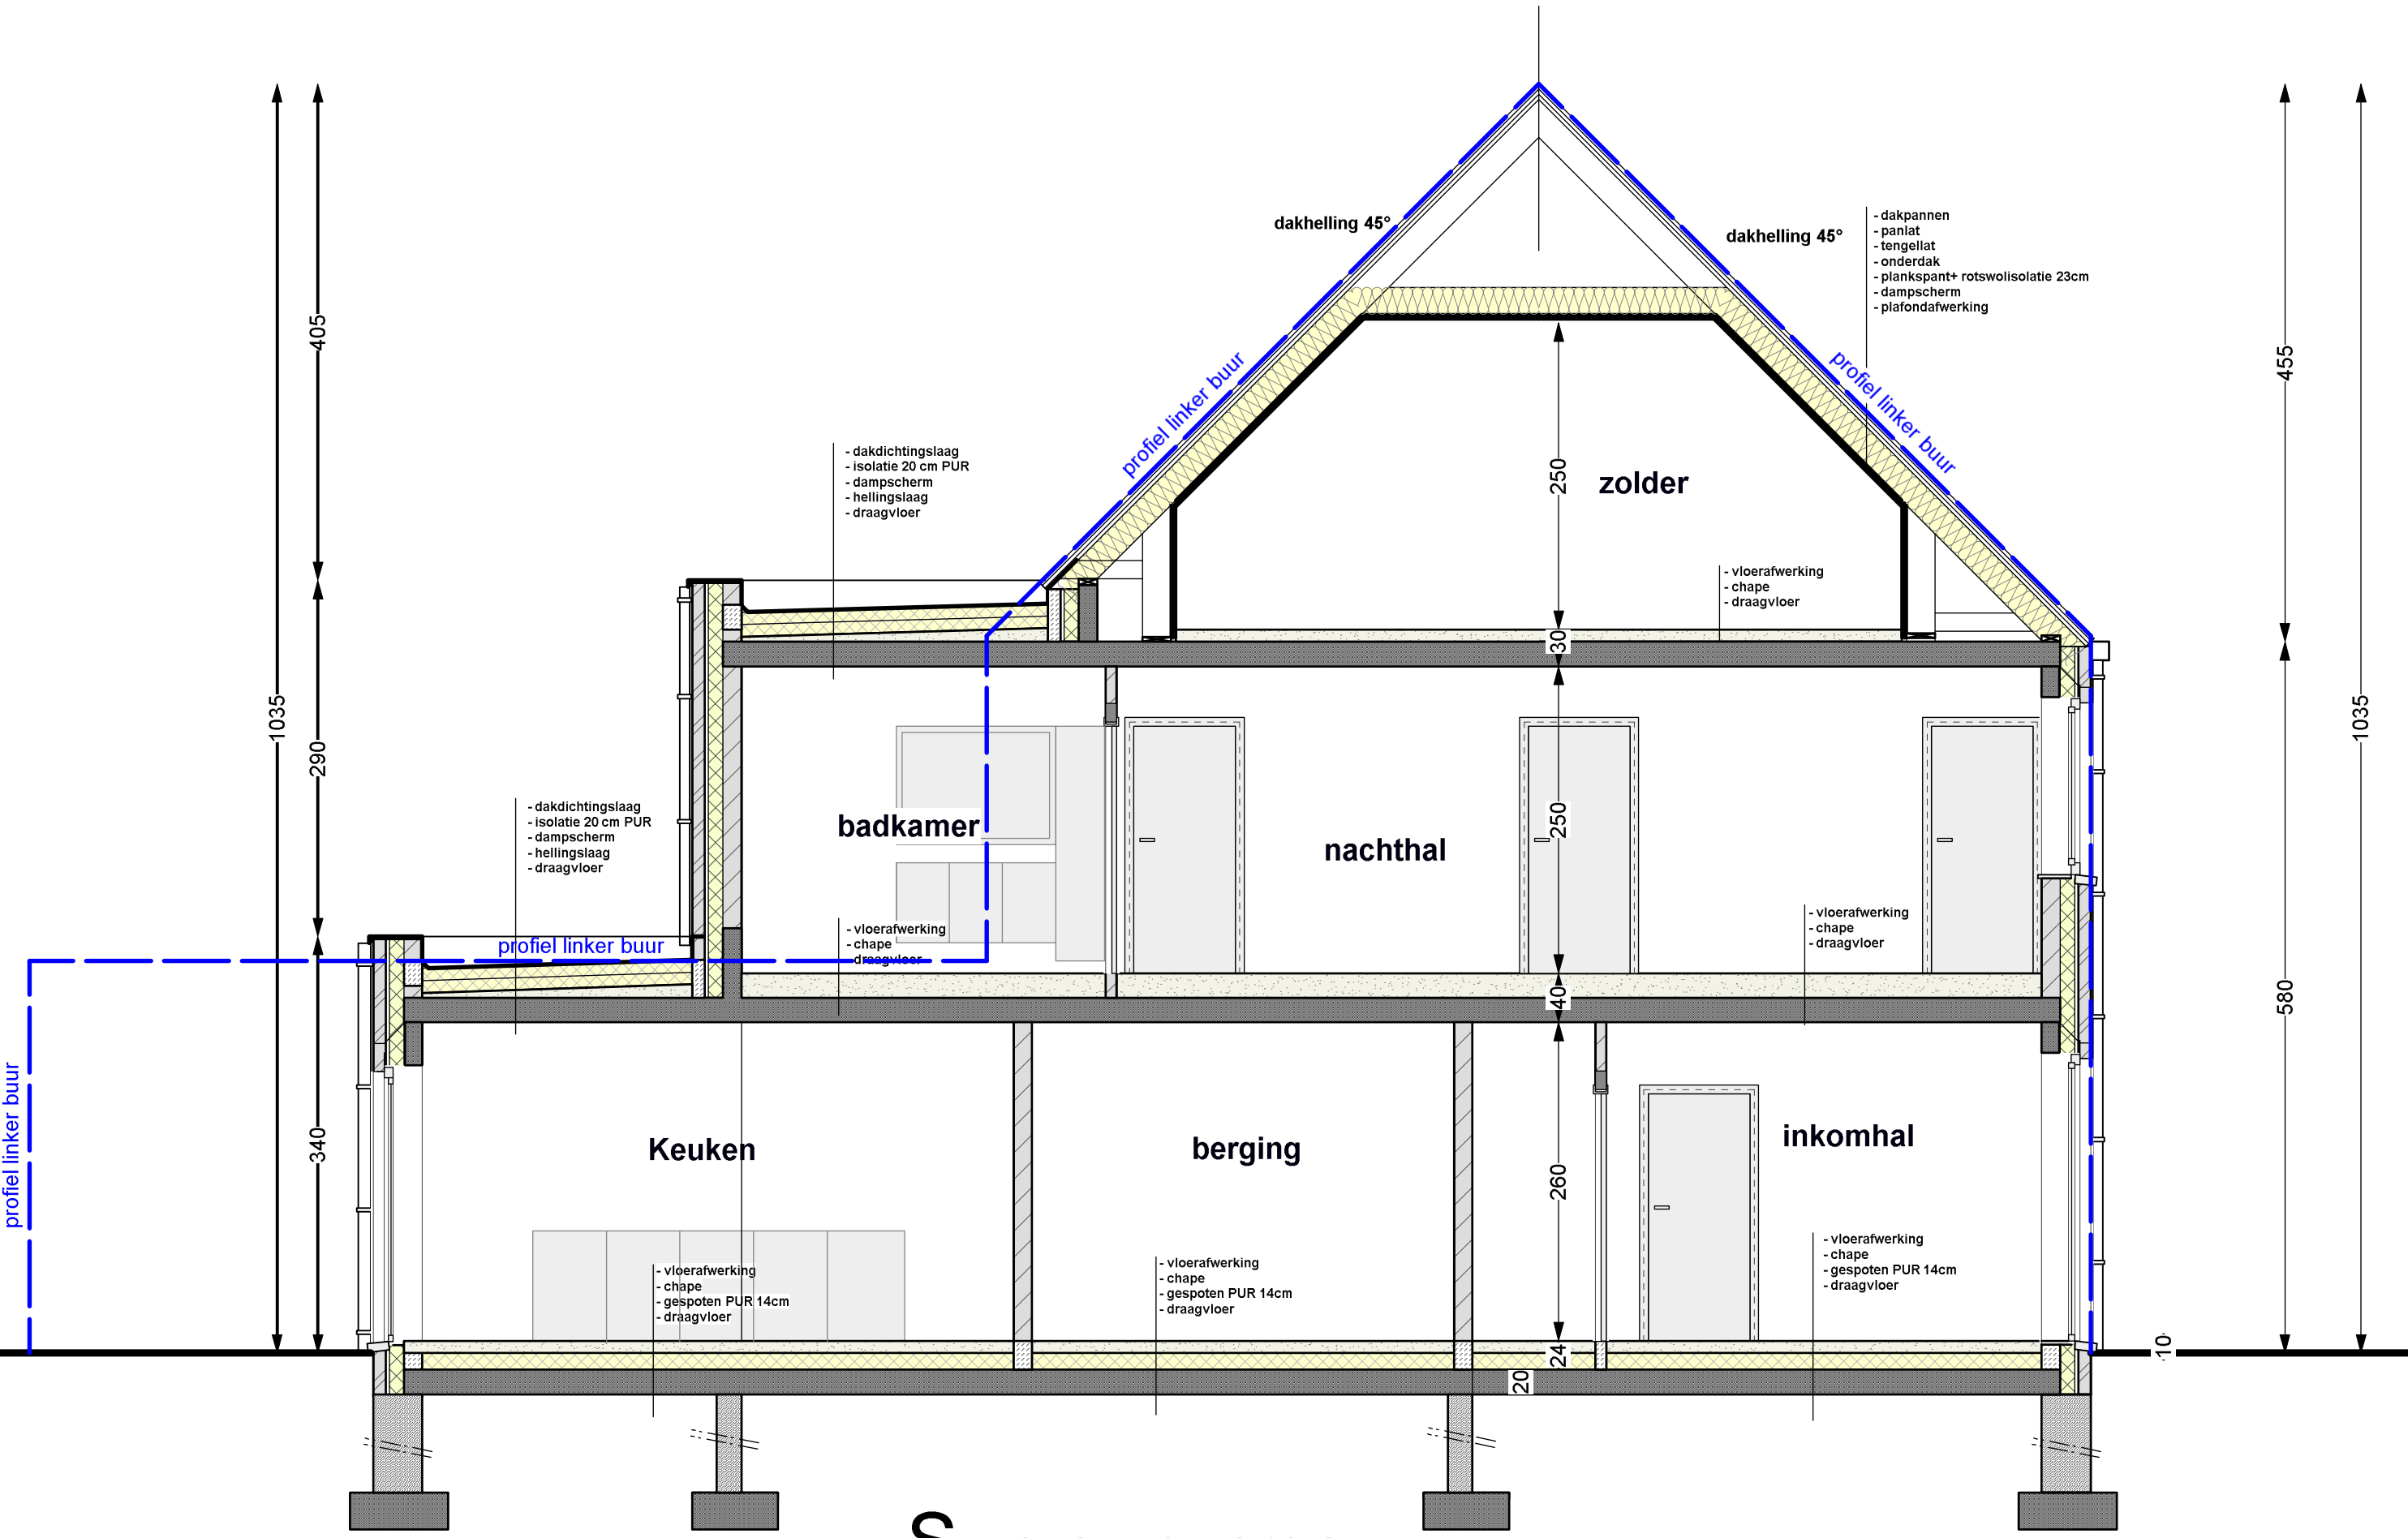 dakhelling 45°
dakhelling 45°
- dakpannen
- panlat
- tengellat
- onderdak
- plankspant+ rotswolisolatie 23cm
- dampscherm
- plafondafwerking
405
455
profiel linker buur
profiel linker buur
- dakdichtingslaag
- isolatie 20 cm PUR
- dampscherm
- hellingslaag
- draagvloer
250
zolder
- vloerafwerking
- chape
- draagvloer
30
1035
290
1035
- dakdichtingslaag
- isolatie 20 cm PUR
- dampscherm
- hellingslaag
- draagvloer
badkamer
nachthal
250
- vloerafwerking
- chape
- draagvloer
- vloerafwerking
- chape
- draagvloer
profiel linker buur
40
580
profiel linker buur
340
Keuken
berging
260
inkomhal
- vloerafwerking
- chape
- gespoten PUR 14cm
- draagvloer
- vloerafwerking
- chape
- gespoten PUR 14cm
- draagvloer
- vloerafwerking
- chape
- gespoten PUR 14cm
- draagvloer
24
20
10